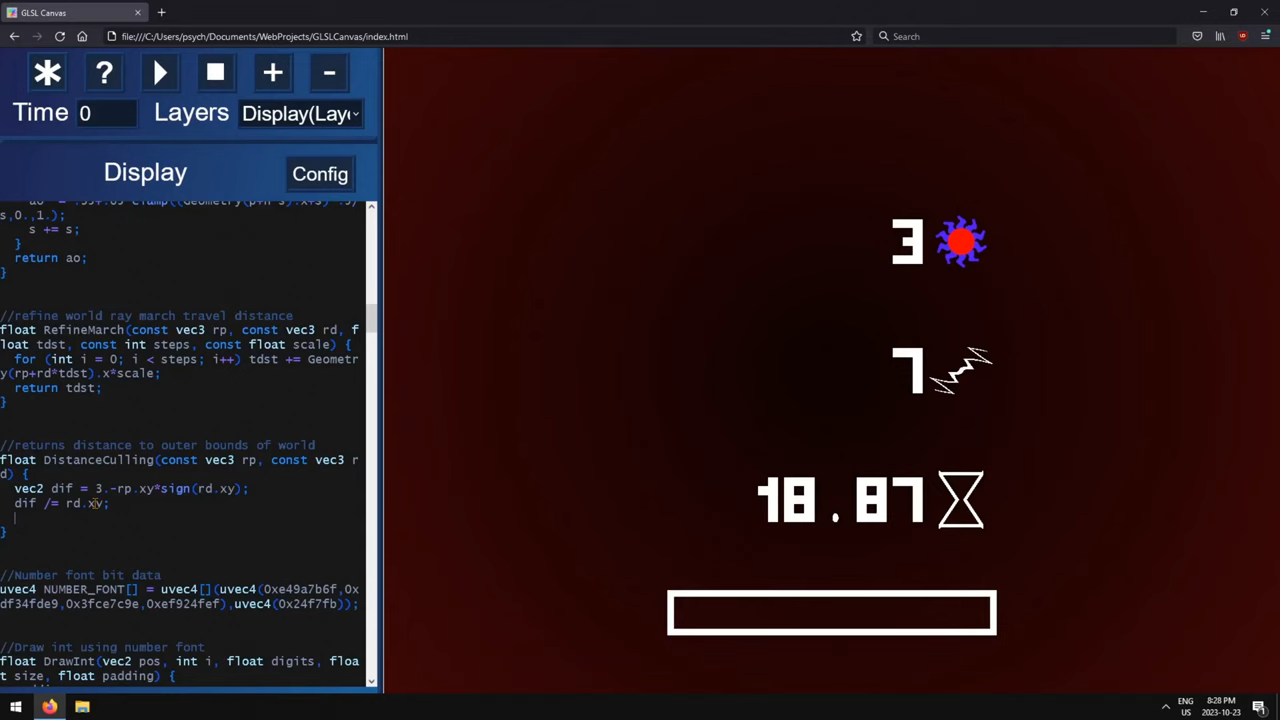 GLSL Canvas
file:///C:/Users/psych/Documents/WebProjects/GLSLCanvas/index.html
Search
* ? + -
Time 0 Layers Display(Lay
Display Config
s,0.,1.);
s += s;
}
return ao;
}
//refine world ray march travel distance
float RefineMarch(const vec3 rp, const vec3 rd, f
loat tdst, const int steps, const float scale) {
for (int i = 0; i < steps; i++) tdst += Geometr
y(rp+rd*tdst).x*scale;
return tdst;
}
//returns distance to outer bounds of world
float DistanceCulling(const vec3 rp, const vec3 r
d) {
vec2 dif = 3.-rp.xy*sign(rd.xy);
dif /= rd.xy;
}
//Number font bit data
uvec4 NUMBER_FONT[] = uvec4[](uvec4(0xe49a7b6f,0x
df34fde9,0x3fce7c9e,0xef924fef),uvec4(0x24f7fb));
//Draw int using number font
float DrawInt(vec2 pos, int i, float digits, floa
t size, float padding) {
3
7
18.87
ENG
US
8:28 PM
2023-10-23
1